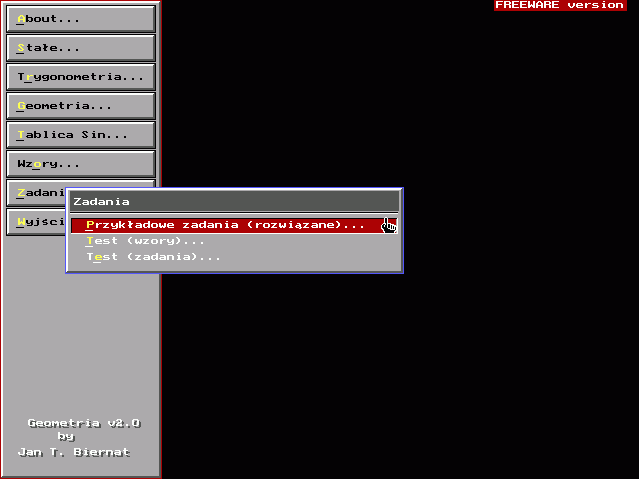 FREEWARE version
About...
Stałe...
Trygonometria...
Geometria...
Tablica Sin...
Wzory...
Zadani
Wyjści
Zadania
Przykładowe zadania (rozwiązane)...
Test (wzory)...
Test (zadania)...
Geometria v2.0
by
Jan T. Biernat